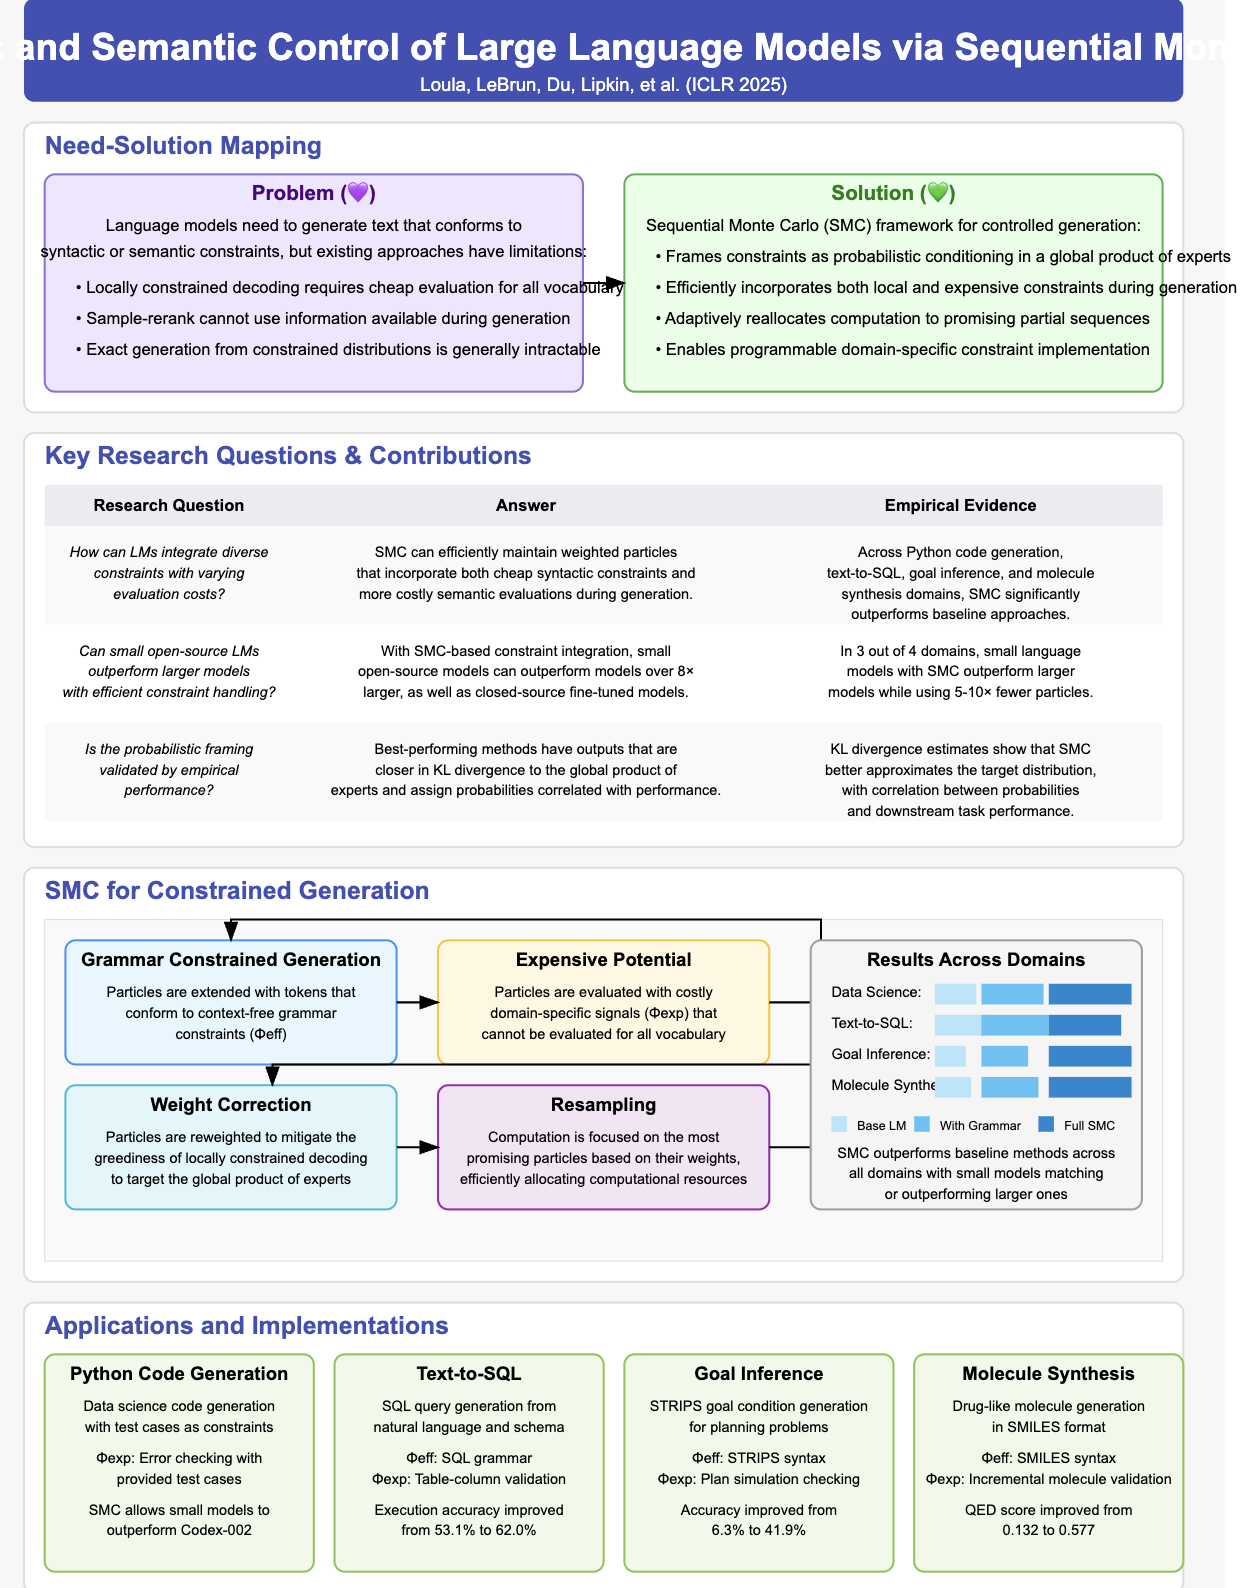 and Semantic Control of Large Language Models via Sequential Mon
Loula, LeBrun, Du, Lipkin, et al. (ICLR 2025)
Need-Solution Mapping
Problem (💜)
Language models need to generate text that conforms to
syntactic or semantic constraints, but existing approaches have limitations:
• Locally constrained decoding requires cheap evaluation for all vocabulary
• Sample-rerank cannot use information available during generation
• Exact generation from constrained distributions is generally intractable
Solution (💚)
Sequential Monte Carlo (SMC) framework for controlled generation:
• Frames constraints as probabilistic conditioning in a global product of experts
• Efficiently incorporates both local and expensive constraints during generation
• Adaptively reallocates computation to promising partial sequences
• Enables programmable domain-specific constraint implementation
Key Research Questions & Contributions
Research Question
Answer
Empirical Evidence
How can LMs integrate diverse
constraints with varying
evaluation costs?
SMC can efficiently maintain weighted particles
that incorporate both cheap syntactic constraints and
more costly semantic evaluations during generation.
Across Python code generation,
text-to-SQL, goal inference, and molecule
synthesis domains, SMC significantly
outperforms baseline approaches.
Can small open-source LMs
outperform larger models
with efficient constraint handling?
With SMC-based constraint integration, small
open-source models can outperform models over 8×
larger, as well as closed-source fine-tuned models.
In 3 out of 4 domains, small language
models with SMC outperform larger
models while using 5-10× fewer particles.
Is the probabilistic framing
validated by empirical
performance?
Best-performing methods have outputs that are
closer in KL divergence to the global product of
experts and assign probabilities correlated with performance.
KL divergence estimates show that SMC
better approximates the target distribution,
with correlation between probabilities
and downstream task performance.
SMC for Constrained Generation
Grammar Constrained Generation
Particles are extended with tokens that
conform to context-free grammar
constraints (Φeff)
Expensive Potential
Particles are evaluated with costly
domain-specific signals (Φexp) that
cannot be evaluated for all vocabulary
Weight Correction
Particles are reweighted to mitigate the
greediness of locally constrained decoding
to target the global product of experts
Resampling
Computation is focused on the most
promising particles based on their weights,
efficiently allocating computational resources
Results Across Domains
Data Science:
Text-to-SQL:
Goal Inference:
Molecule Synthe
Base LM
With Grammar
Full SMC
SMC outperforms baseline methods across
all domains with small models matching
or outperforming larger ones
Applications and Implementations
Python Code Generation
Data science code generation
with test cases as constraints
Φexp: Error checking with
provided test cases
SMC allows small models to
outperform Codex-002
Text-to-SQL
SQL query generation from
natural language and schema
Φeff: SQL grammar
Φexp: Table-column validation
Execution accuracy improved
from 53.1% to 62.0%
Goal Inference
STRIPS goal condition generation
for planning problems
Φeff: STRIPS syntax
Φexp: Plan simulation checking
Accuracy improved from
6.3% to 41.9%
Molecule Synthesis
Drug-like molecule generation
in SMILES format
Φeff: SMILES syntax
Φexp: Incremental molecule validation
QED score improved from
0.132 to 0.577